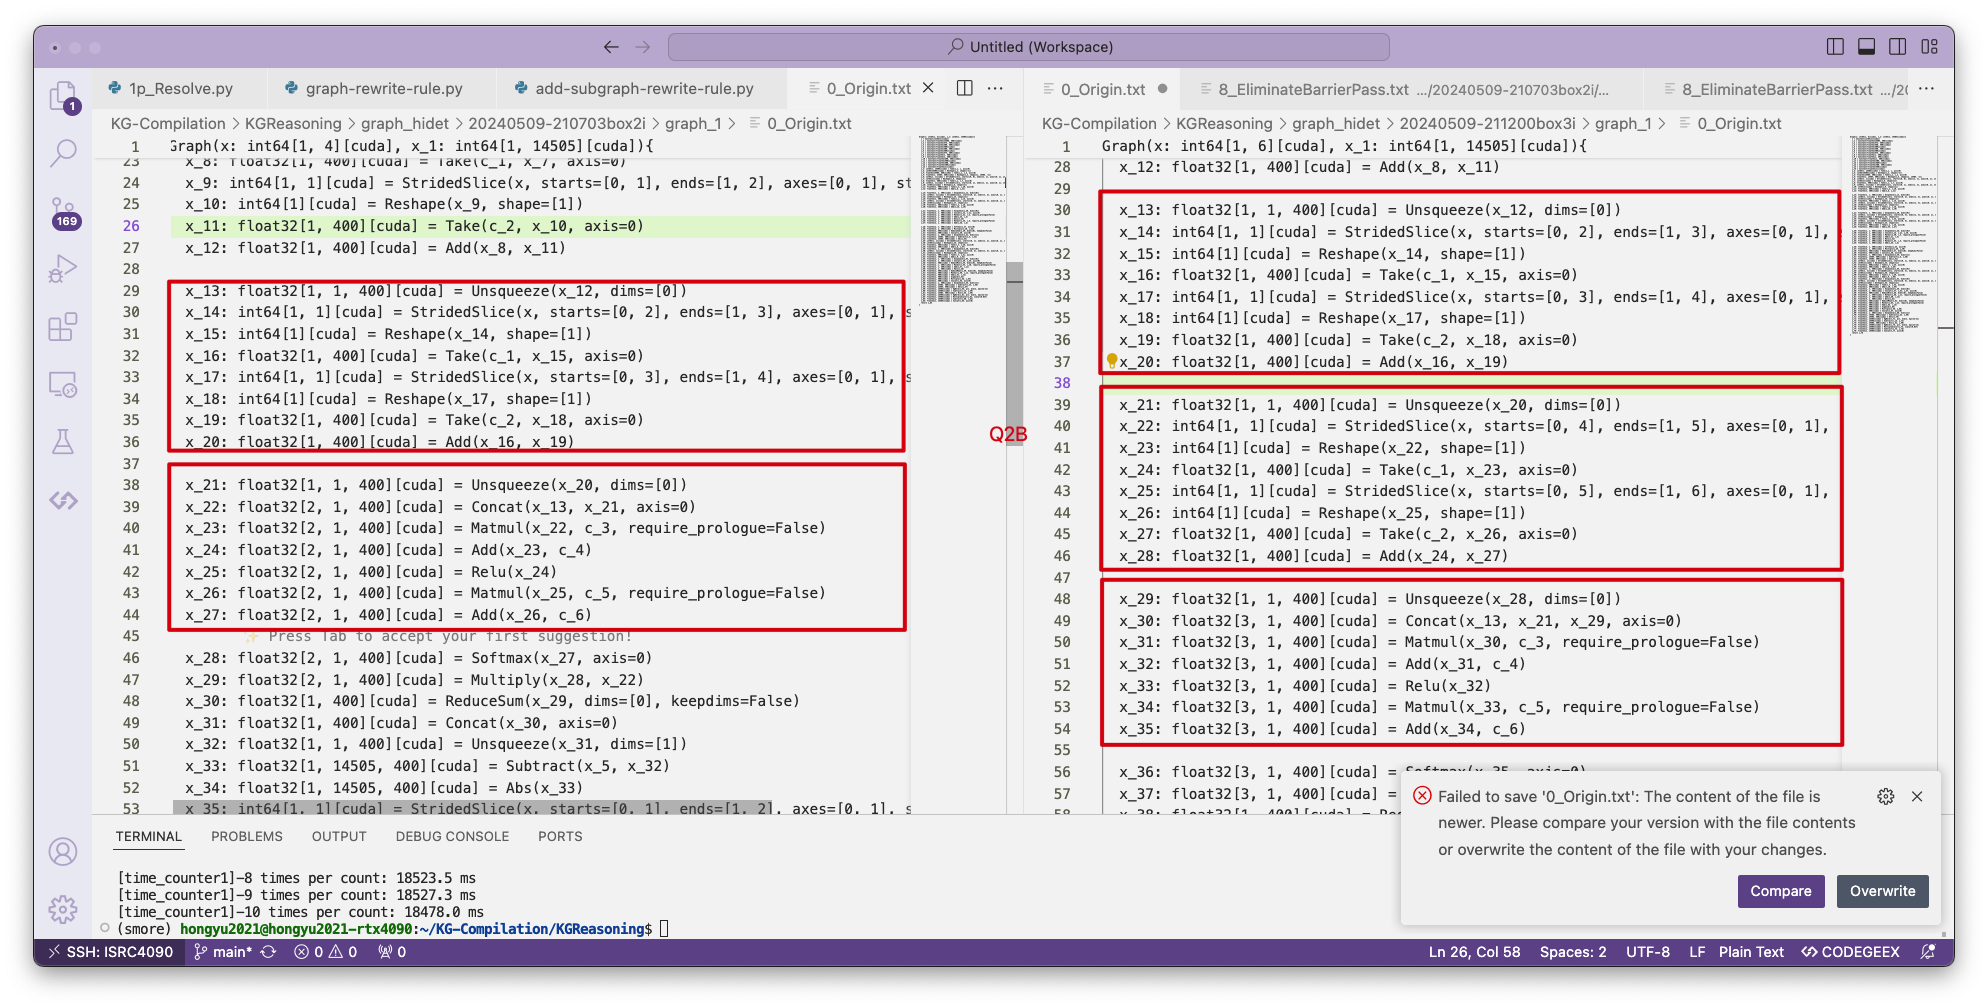 Untitled (Workspace)
1p_Resolve.py
graph-rewrite-rule.py
add-subgraph-rewrite-rule.py
0_Origin.txt
KG-Compilation > KGReasoning > graph_hidet > 20240509-210703box2i > graph_1 > 0_Origin.txt
1 Graph(x: int64[1, 4][cuda], x_1: int64[1, 14505][cuda]){
23 x_8: float32[1, 400][cuda] = Take(c_1, x_7, axis=0)
24 x_9: int64[1, 1][cuda] = StridedSlice(x, starts=[0, 1], ends=[1, 2], axes=[0, 1], st
25 x_10: int64[1][cuda] = Reshape(x_9, shape=[1])
26 x_11: float32[1, 400][cuda] = Take(c_2, x_10, axis=0)
27 x_12: float32[1, 400][cuda] = Add(x_8, x_11)
28
29 x_13: float32[1, 1, 400][cuda] = Unsqueeze(x_12, dims=[0])
30 x_14: int64[1, 1][cuda] = StridedSlice(x, starts=[0, 2], ends=[1, 3], axes=[0, 1], s
31 x_15: int64[1][cuda] = Reshape(x_14, shape=[1])
32 x_16: float32[1, 400][cuda] = Take(c_1, x_15, axis=0)
33 x_17: int64[1, 1][cuda] = StridedSlice(x, starts=[0, 3], ends=[1, 4], axes=[0, 1], s
34 x_18: int64[1][cuda] = Reshape(x_17, shape=[1])
35 x_19: float32[1, 400][cuda] = Take(c_2, x_18, axis=0)
36 x_20: float32[1, 400][cuda] = Add(x_16, x_19)
37
38 x_21: float32[1, 1, 400][cuda] = Unsqueeze(x_20, dims=[0])
39 x_22: float32[2, 1, 400][cuda] = Concat(x_13, x_21, axis=0)
40 x_23: float32[2, 1, 400][cuda] = Matmul(x_22, c_3, require_prologue=False)
41 x_24: float32[2, 1, 400][cuda] = Add(x_23, c_4)
42 x_25: float32[2, 1, 400][cuda] = Relu(x_24)
43 x_26: float32[2, 1, 400][cuda] = Matmul(x_25, c_5, require_prologue=False)
44 x_27: float32[2, 1, 400][cuda] = Add(x_26, c_6)
45 Press Tab to accept your first suggestion!
46 x_28: float32[2, 1, 400][cuda] = Softmax(x_27, axis=0)
47 x_29: float32[2, 1, 400][cuda] = Multiply(x_28, x_22)
48 x_30: float32[1, 400][cuda] = ReduceSum(x_29, dims=[0], keepdims=False)
49 x_31: float32[1, 400][cuda] = Concat(x_30, axis=0)
50 x_32: float32[1, 1, 400][cuda] = Unsqueeze(x_31, dims=[1])
51 x_33: float32[1, 14505, 400][cuda] = Subtract(x_5, x_32)
52 x_34: float32[1, 14505, 400][cuda] = Abs(x_33)
53 x_35: int64[1, 1][cuda] = StridedSlice(x, starts=[0, 1], ends=[1, 2], axes=[0, 1], s
Q2B
0_Origin.txt
8_EliminateBarrierPass.txt .../20240509-210703box2i/...
8_EliminateBarrierPass.txt .../20
KG-Compilation > KGReasoning > graph_hidet > 20240509-211200box3i > graph_1 > 0_Origin.txt
1 Graph(x: int64[1, 6][cuda], x_1: int64[1, 14505][cuda]){
28 x_12: float32[1, 400][cuda] = Add(x_8, x_11)
29
30 x_13: float32[1, 1, 400][cuda] = Unsqueeze(x_12, dims=[0])
31 x_14: int64[1, 1][cuda] = StridedSlice(x, starts=[0, 2], ends=[1, 3], axes=[0, 1],
32 x_15: int64[1][cuda] = Reshape(x_14, shape=[1])
33 x_16: float32[1, 400][cuda] = Take(c_1, x_15, axis=0)
34 x_17: int64[1, 1][cuda] = StridedSlice(x, starts=[0, 3], ends=[1, 4], axes=[0, 1],
35 x_18: int64[1][cuda] = Reshape(x_17, shape=[1])
36 x_19: float32[1, 400][cuda] = Take(c_2, x_18, axis=0)
37 x_20: float32[1, 400][cuda] = Add(x_16, x_19)
38
39 x_21: float32[1, 1, 400][cuda] = Unsqueeze(x_20, dims=[0])
40 x_22: int64[1, 1][cuda] = StridedSlice(x, starts=[0, 4], ends=[1, 5], axes=[0, 1],
41 x_23: int64[1][cuda] = Reshape(x_22, shape=[1])
42 x_24: float32[1, 400][cuda] = Take(c_1, x_23, axis=0)
43 x_25: int64[1, 1][cuda] = StridedSlice(x, starts=[0, 5], ends=[1, 6], axes=[0, 1],
44 x_26: int64[1][cuda] = Reshape(x_25, shape=[1])
45 x_27: float32[1, 400][cuda] = Take(c_2, x_26, axis=0)
46 x_28: float32[1, 400][cuda] = Add(x_24, x_27)
47
48 x_29: float32[1, 1, 400][cuda] = Unsqueeze(x_28, dims=[0])
49 x_30: float32[3, 1, 400][cuda] = Concat(x_13, x_21, x_29, axis=0)
50 x_31: float32[3, 1, 400][cuda] = Matmul(x_30, c_3, require_prologue=False)
51 x_32: float32[3, 1, 400][cuda] = Add(x_31, c_4)
52 x_33: float32[3, 1, 400][cuda] = Relu(x_32)
53 x_34: float32[3, 1, 400][cuda] = Matmul(x_33, c_5, require_prologue=False)
54 x_35: float32[3, 1, 400][cuda] = Add(x_34, c_6)
55
56 x_36: float32[3, 1, 400][cuda] = Softmax(x_35, axis=0)
57 x_37: float32[3, 1, 400][cuda] =
58 x_38: float32[1, 400][cuda] =
Failed to save '0_Origin.txt': The content of the file is
newer. Please compare your version with the file contents
or overwrite the content of the file with your changes.
Compare
Overwrite
1
169
TERMINAL PROBLEMS OUTPUT DEBUG CONSOLE PORTS
[time_counter1]-8 times per count: 18523.5 ms
[time_counter1]-9 times per count: 18527.3 ms
[time_counter1]-10 times per count: 18478.0 ms
(smore) hongyu2021@hongyu2021-rtx4090:~/KG-Compilation/KGReasoning$
SSH: ISRC4090 main* 0 0 0 Ln 26, Col 58 Spaces: 2 UTF-8 LF Plain Text CODEGEEX